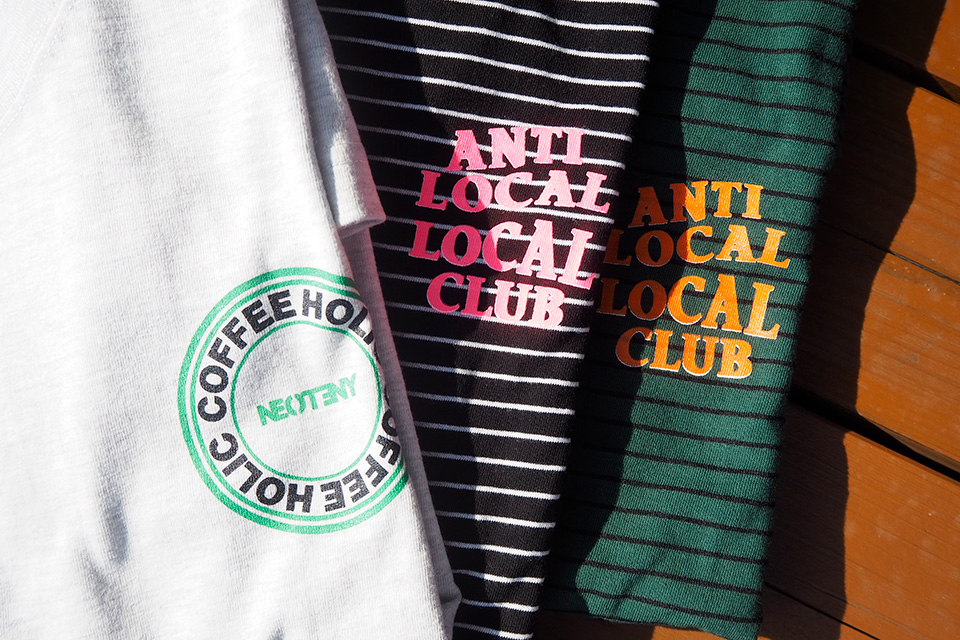 COFFEE HOLIC COFFEE HOLIC
NEOTENY
ANTI
LOCAL
LOCAL
CLUB
ANTI
LOCAL
LOCAL
CLUB